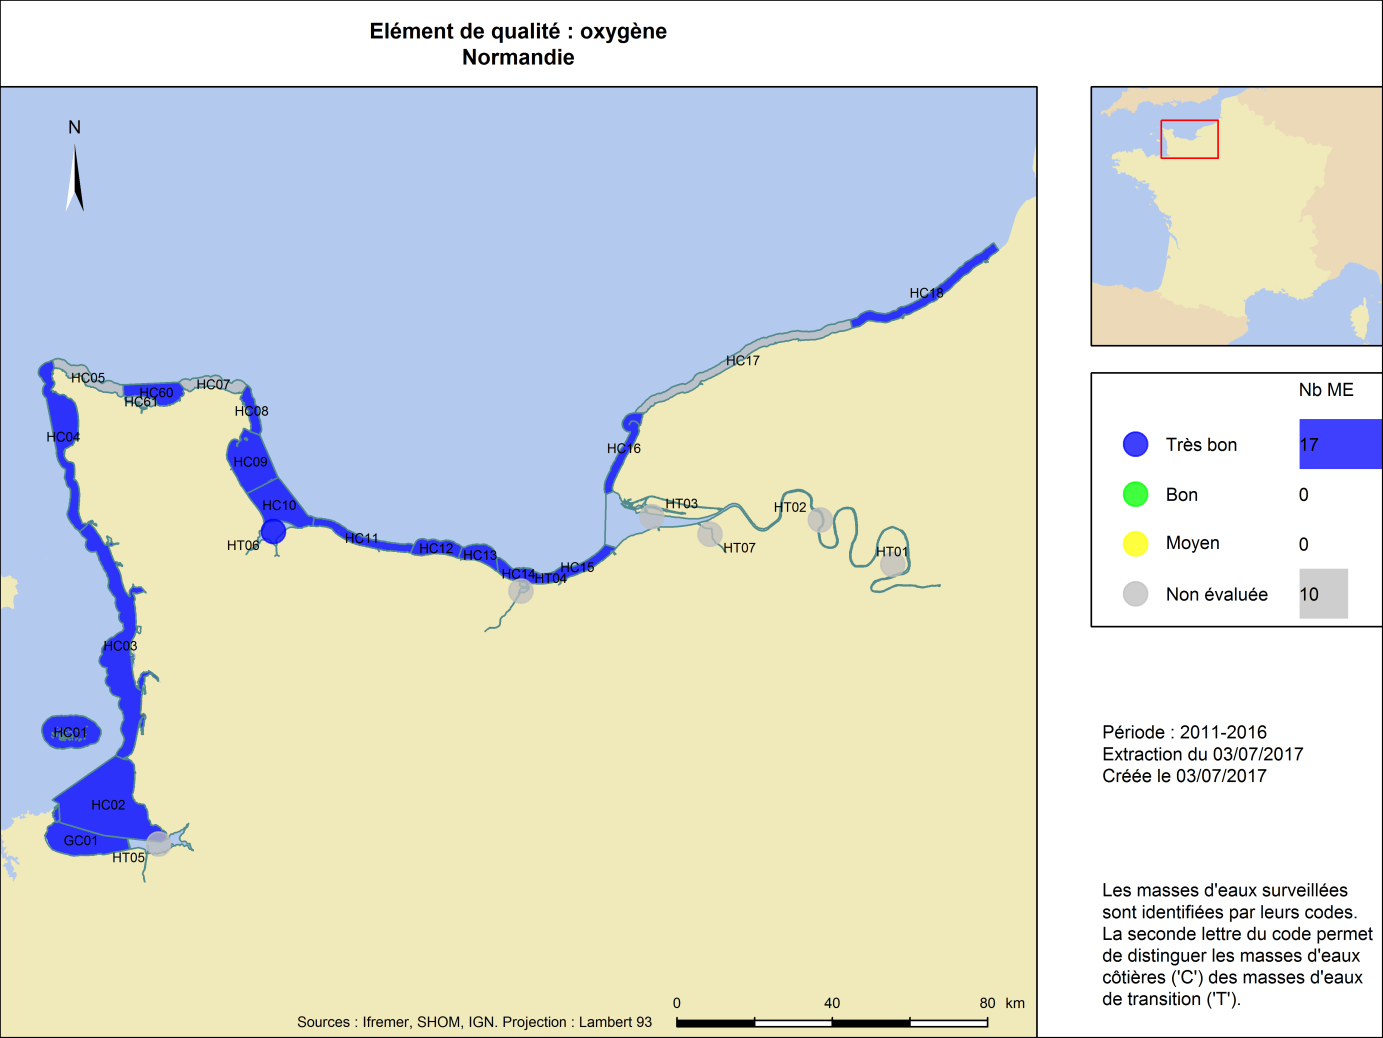 Elément de qualité : oxygène
Normandie
N
HC18
HC17
HC05
HC60
HC07
HC61
HC08
HC04
HC16
HC09
HC10
HT03
HT02
HC11
HT06
HC12
HC13
HT07
HT01
HC14
HT04
HC15
HC03
HC01
HC02
GC01
HT05
0
40
80
km
Sources : Ifremer, SHOM, IGN. Projection : Lambert 93
Nb ME
Très bon
17
Bon
0
Moyen
0
Non évaluée
10
Période : 2011-2016
Extraction du 03/07/2017
Créée le 03/07/2017
Les masses d'eaux surveillées
sont identifiées par leurs codes.
La seconde lettre du code permet
de distinguer les masses d'eaux
côtières ('C') des masses d'eaux
de transition ('T').